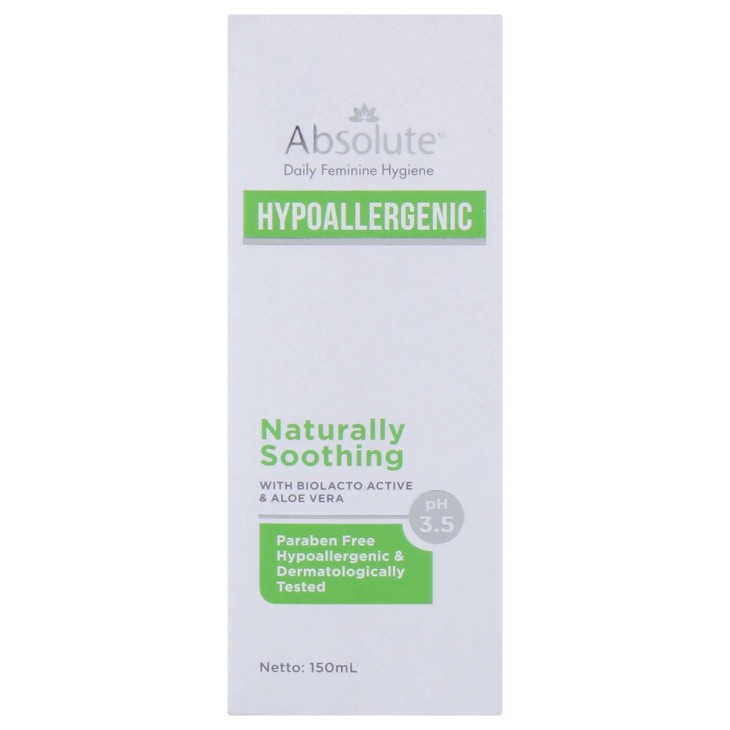 Absolute™
Daily Feminine Hygiene
HYPOALLERGENIC
Naturally
Soothing
WITH BIOLACTO ACTIVE
& ALOE VERA
pH
3.5
Paraben Free
Hypoallergenic &
Dermatologically
Tested
Netto: 150mL